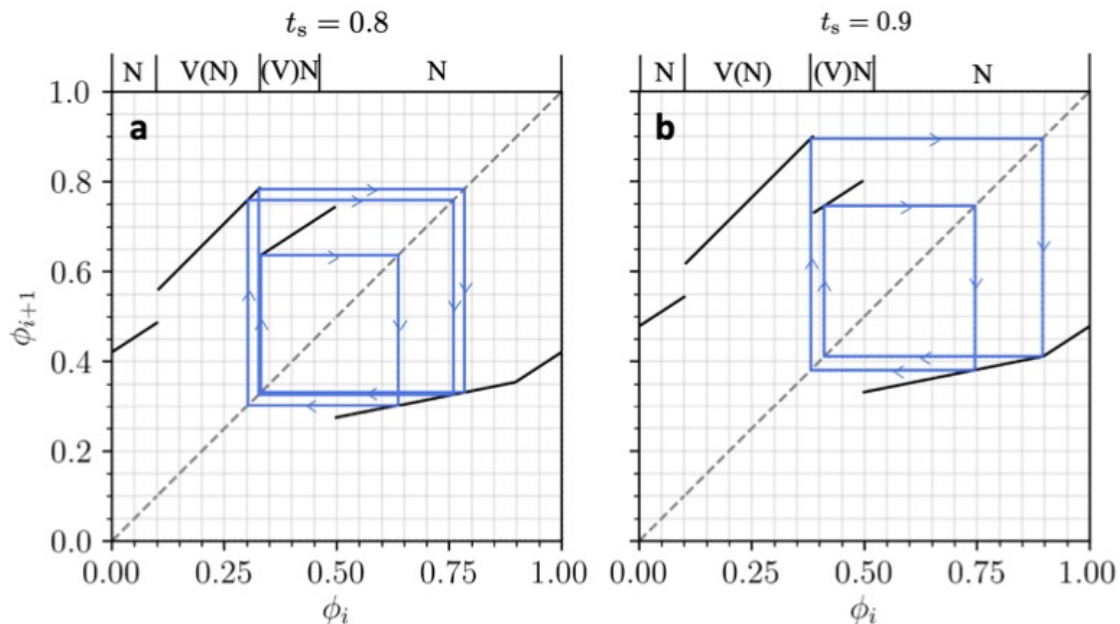 t_s = 0.8
t_s = 0.9
N V(N) (V)N N
N V(N) (V)N N
a
b
1.0
0.8
0.6
0.4
0.2
0.0
ϕ_{i+1}
0.00 0.25 0.50 0.75 1.00
0.00 0.25 0.50 0.75 1.00
ϕ_i
ϕ_i